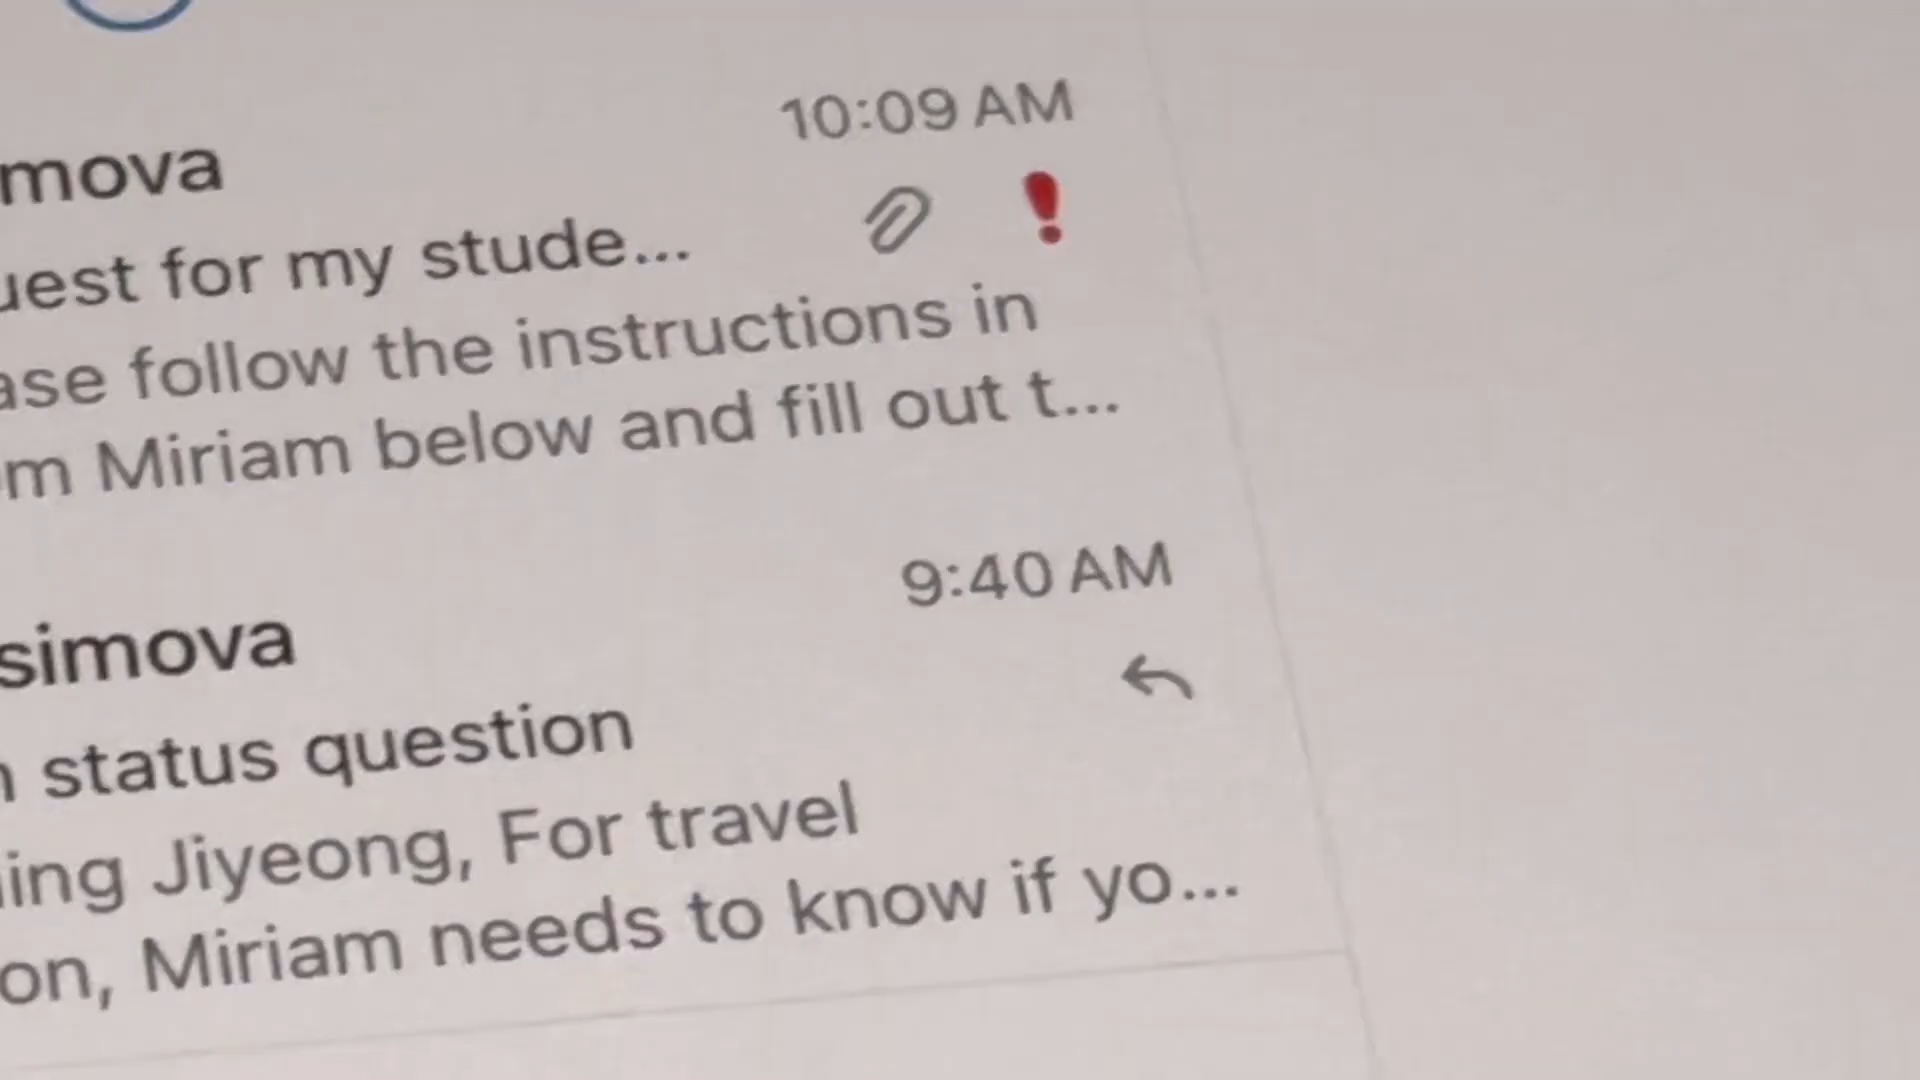 10:09 AM
mova
uest for my stude...
ase follow the instructions in
om Miriam below and fill out t...
9:40 AM
simova
n status question
ing Jiyeong, For travel
on, Miriam needs to know if yo...